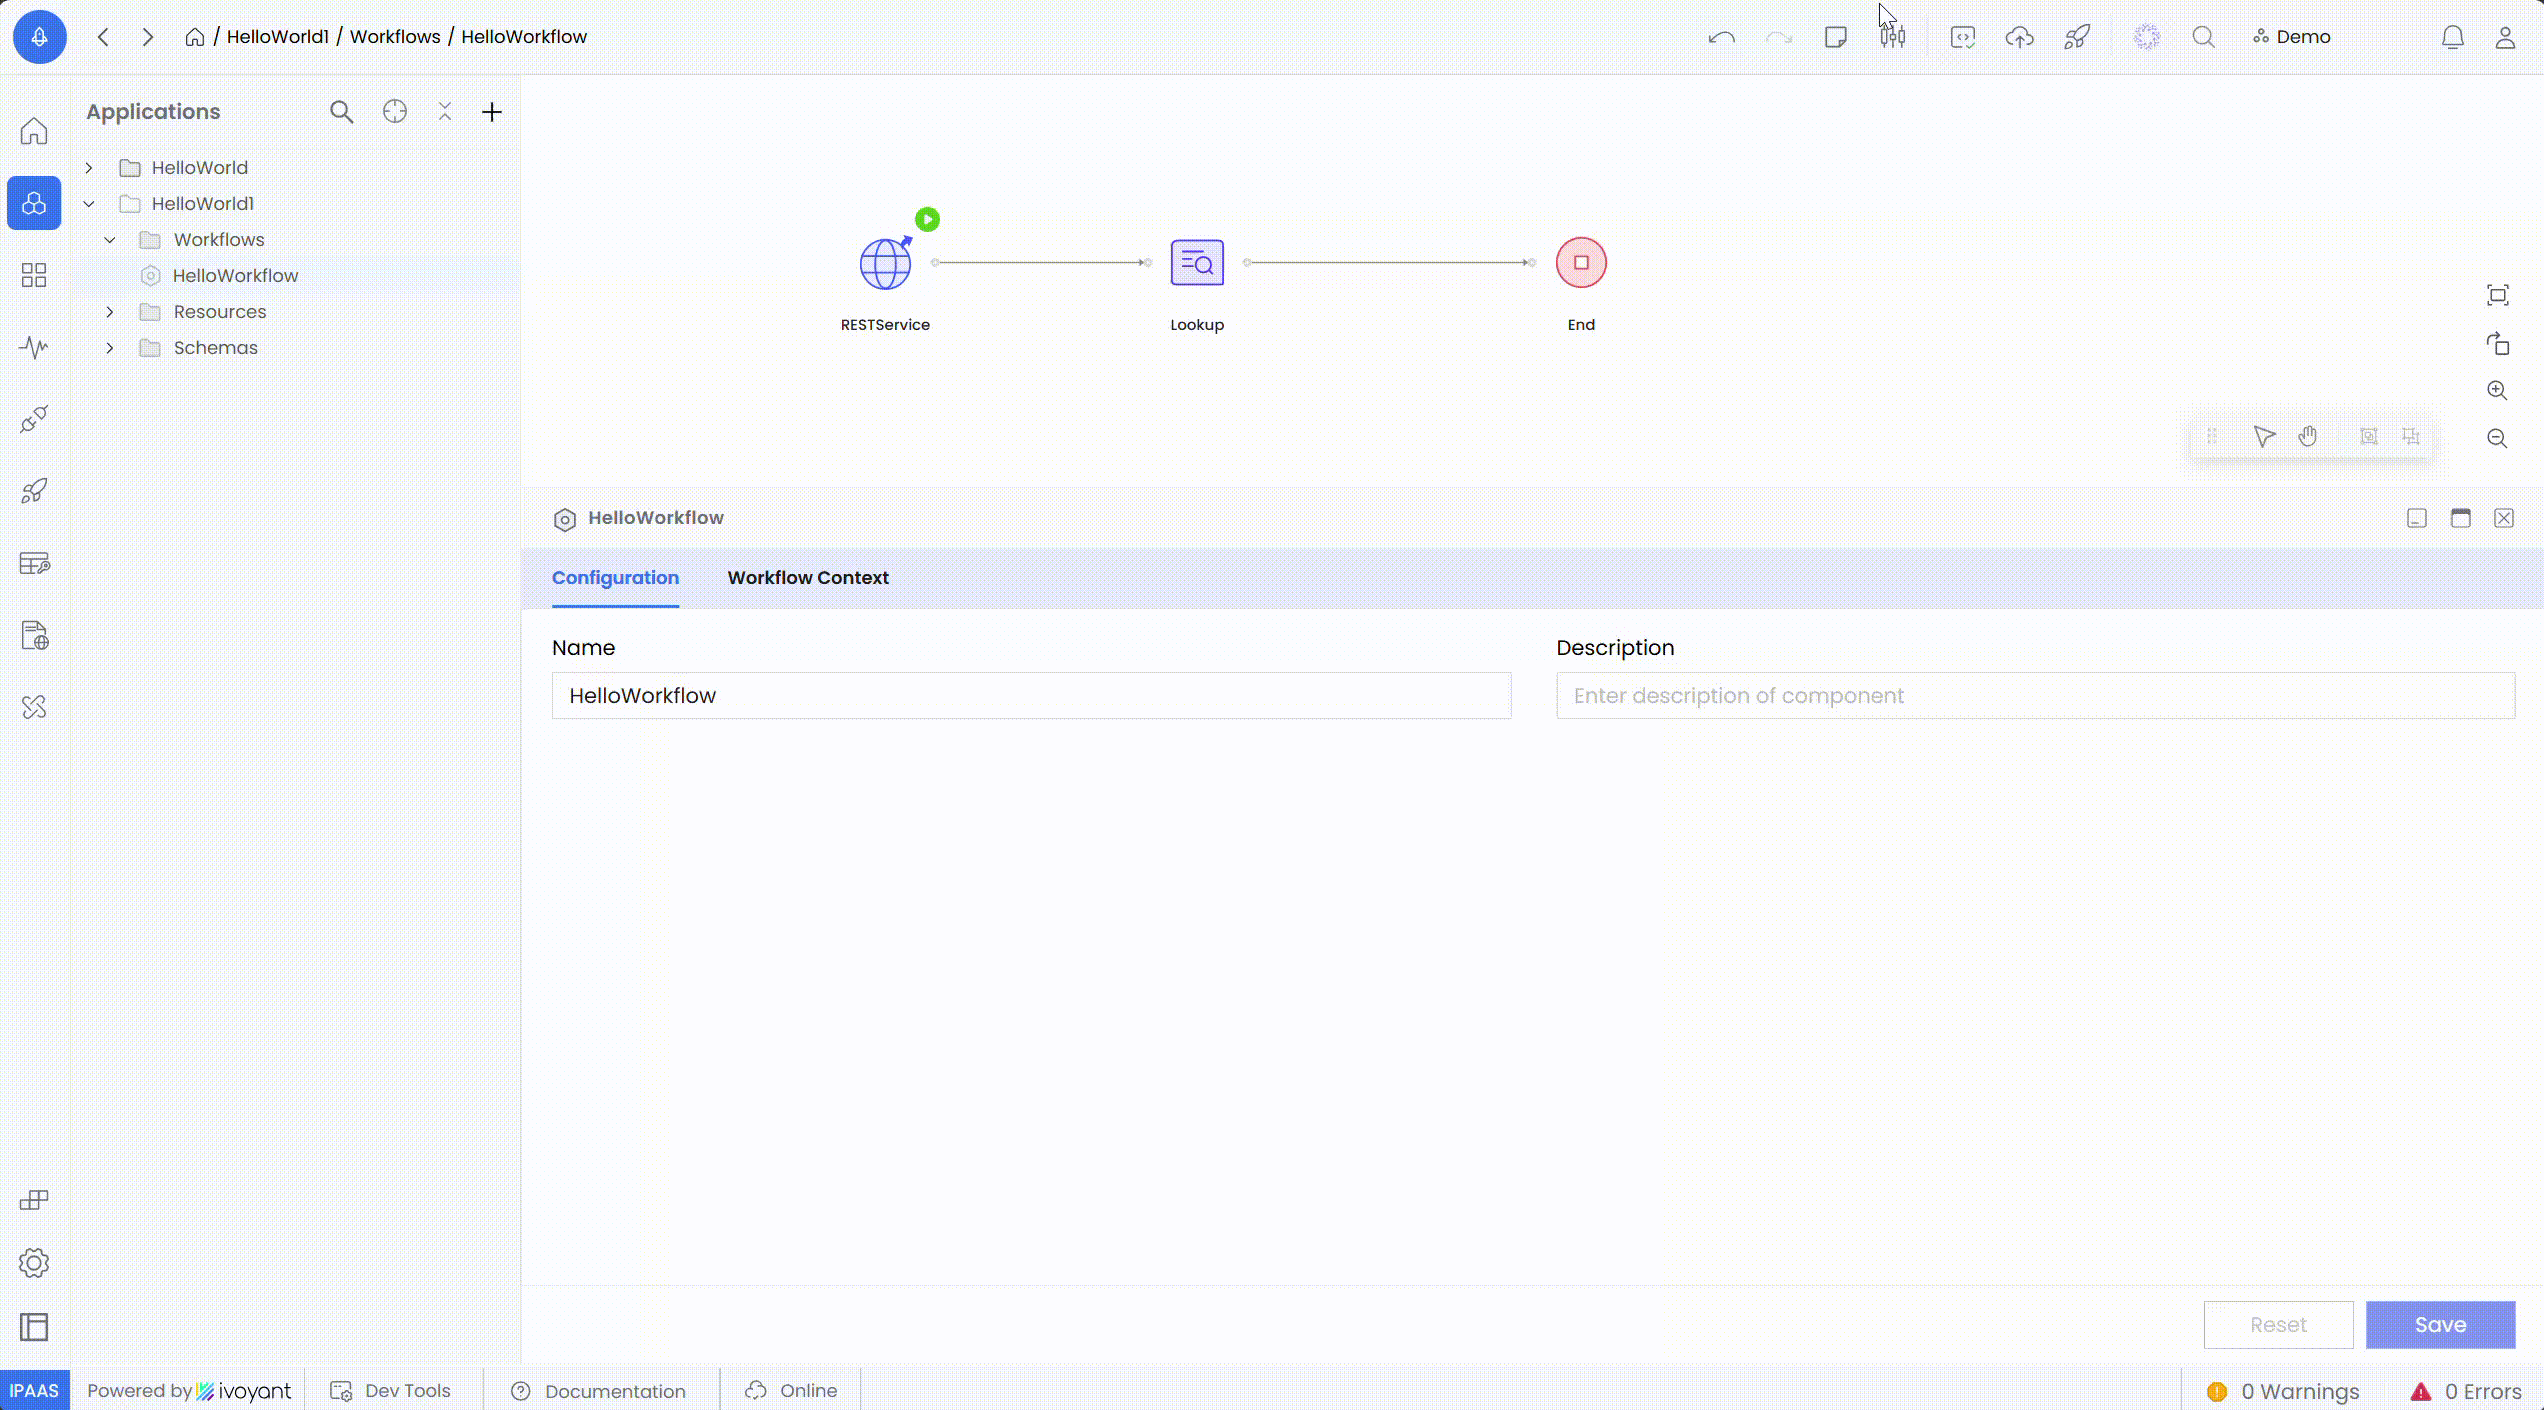 / HelloWorld1 / Workflows / HelloWorkflow
Demo
Applications
HelloWorld
HelloWorld1
Workflows
HelloWorkflow
Resources
Schemas
RESTService
Lookup
End
HelloWorkflow
Configuration
Workflow Context
Name
Description
HelloWorkflow
Enter description of component
Reset
Save
IPAAS
Powered by ivoyant
Dev Tools
Documentation
Online
0 Warnings
0 Errors